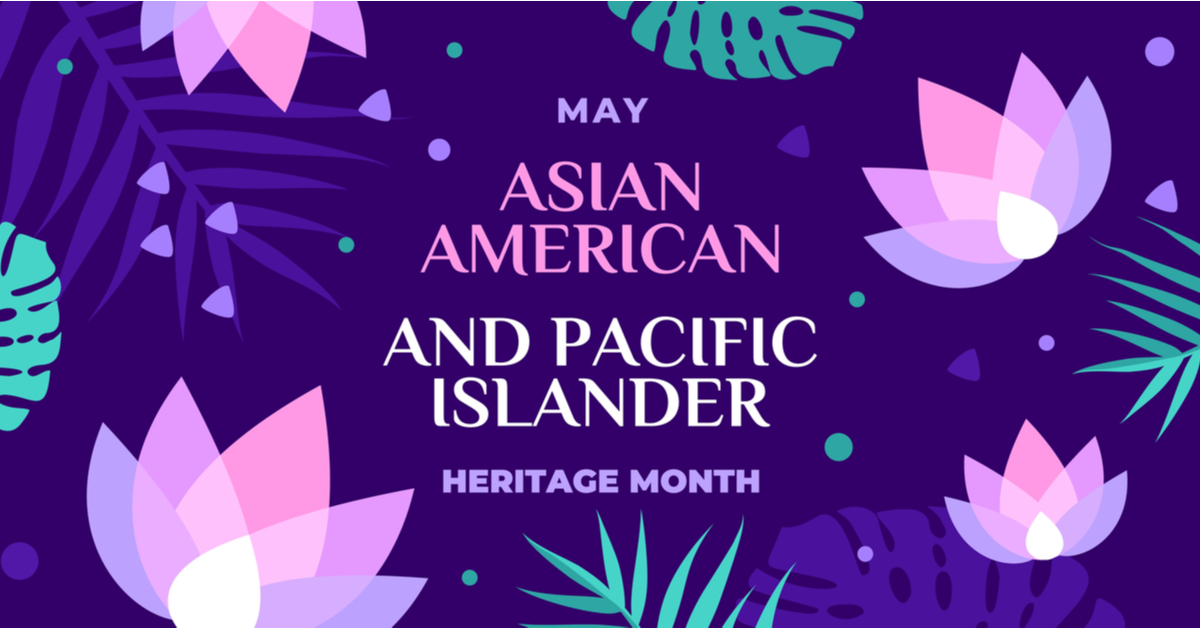 MAY
ASIAN
AMERICAN
AND PACIFIC
ISLANDER
HERITAGE MONTH